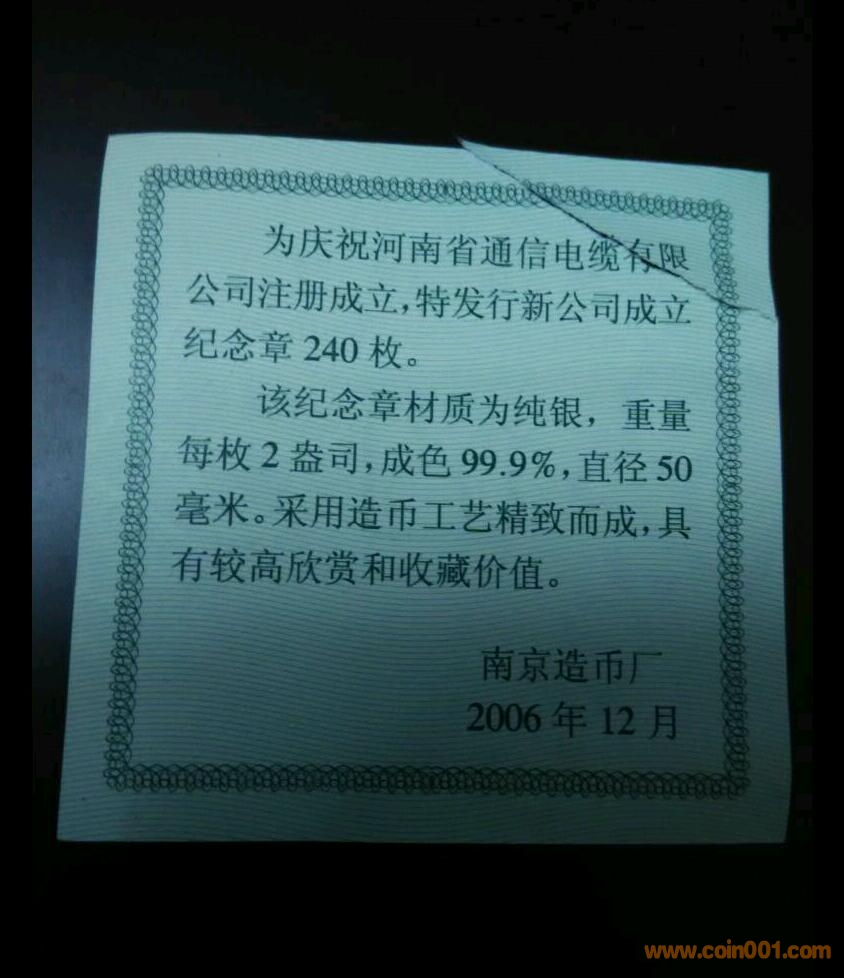 为庆祝河南省通信电缆有限
公司注册成立，特发行新公司成立
纪念章 240 枚。
该纪念章材质为纯银，重量
每枚 2 盎司，成色 99.9%，直径 50
毫米。采用造币工艺精致而成，具
有较高欣赏和收藏价值。
南京造币厂
2006 年 12 月
www.coin001.com